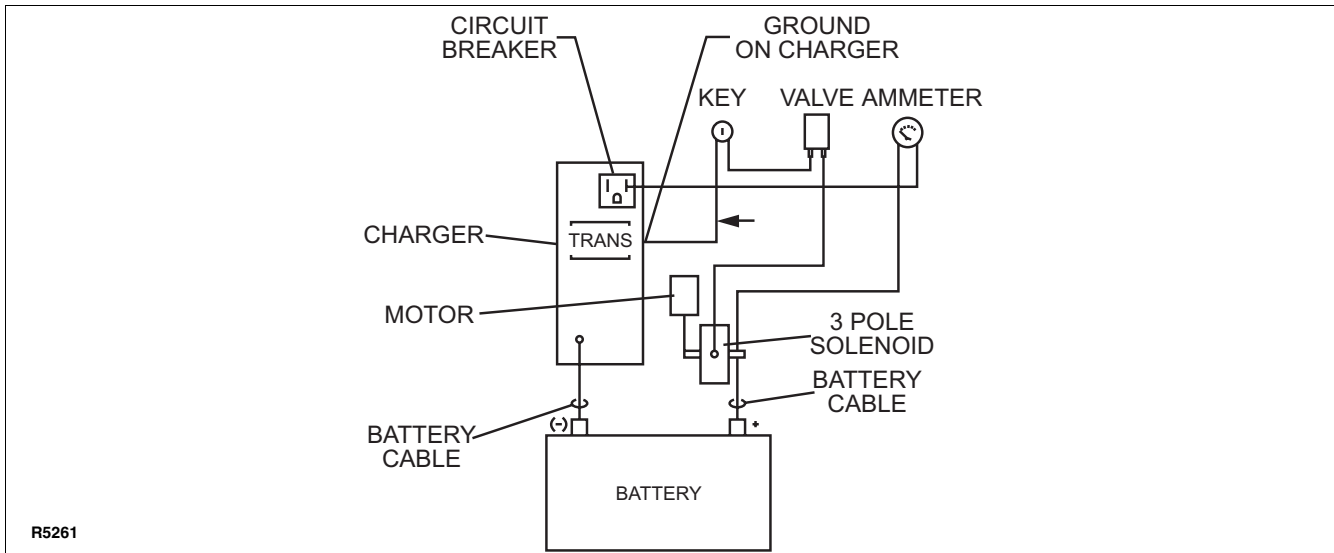 CIRCUIT
BREAKER
GROUND
ON CHARGER
KEY
VALVE
AMMETER
CHARGER
TRANS
MOTOR
3 POLE
SOLENOID
BATTERY
CABLE
(-)
+
BATTERY
CABLE
BATTERY
R5261